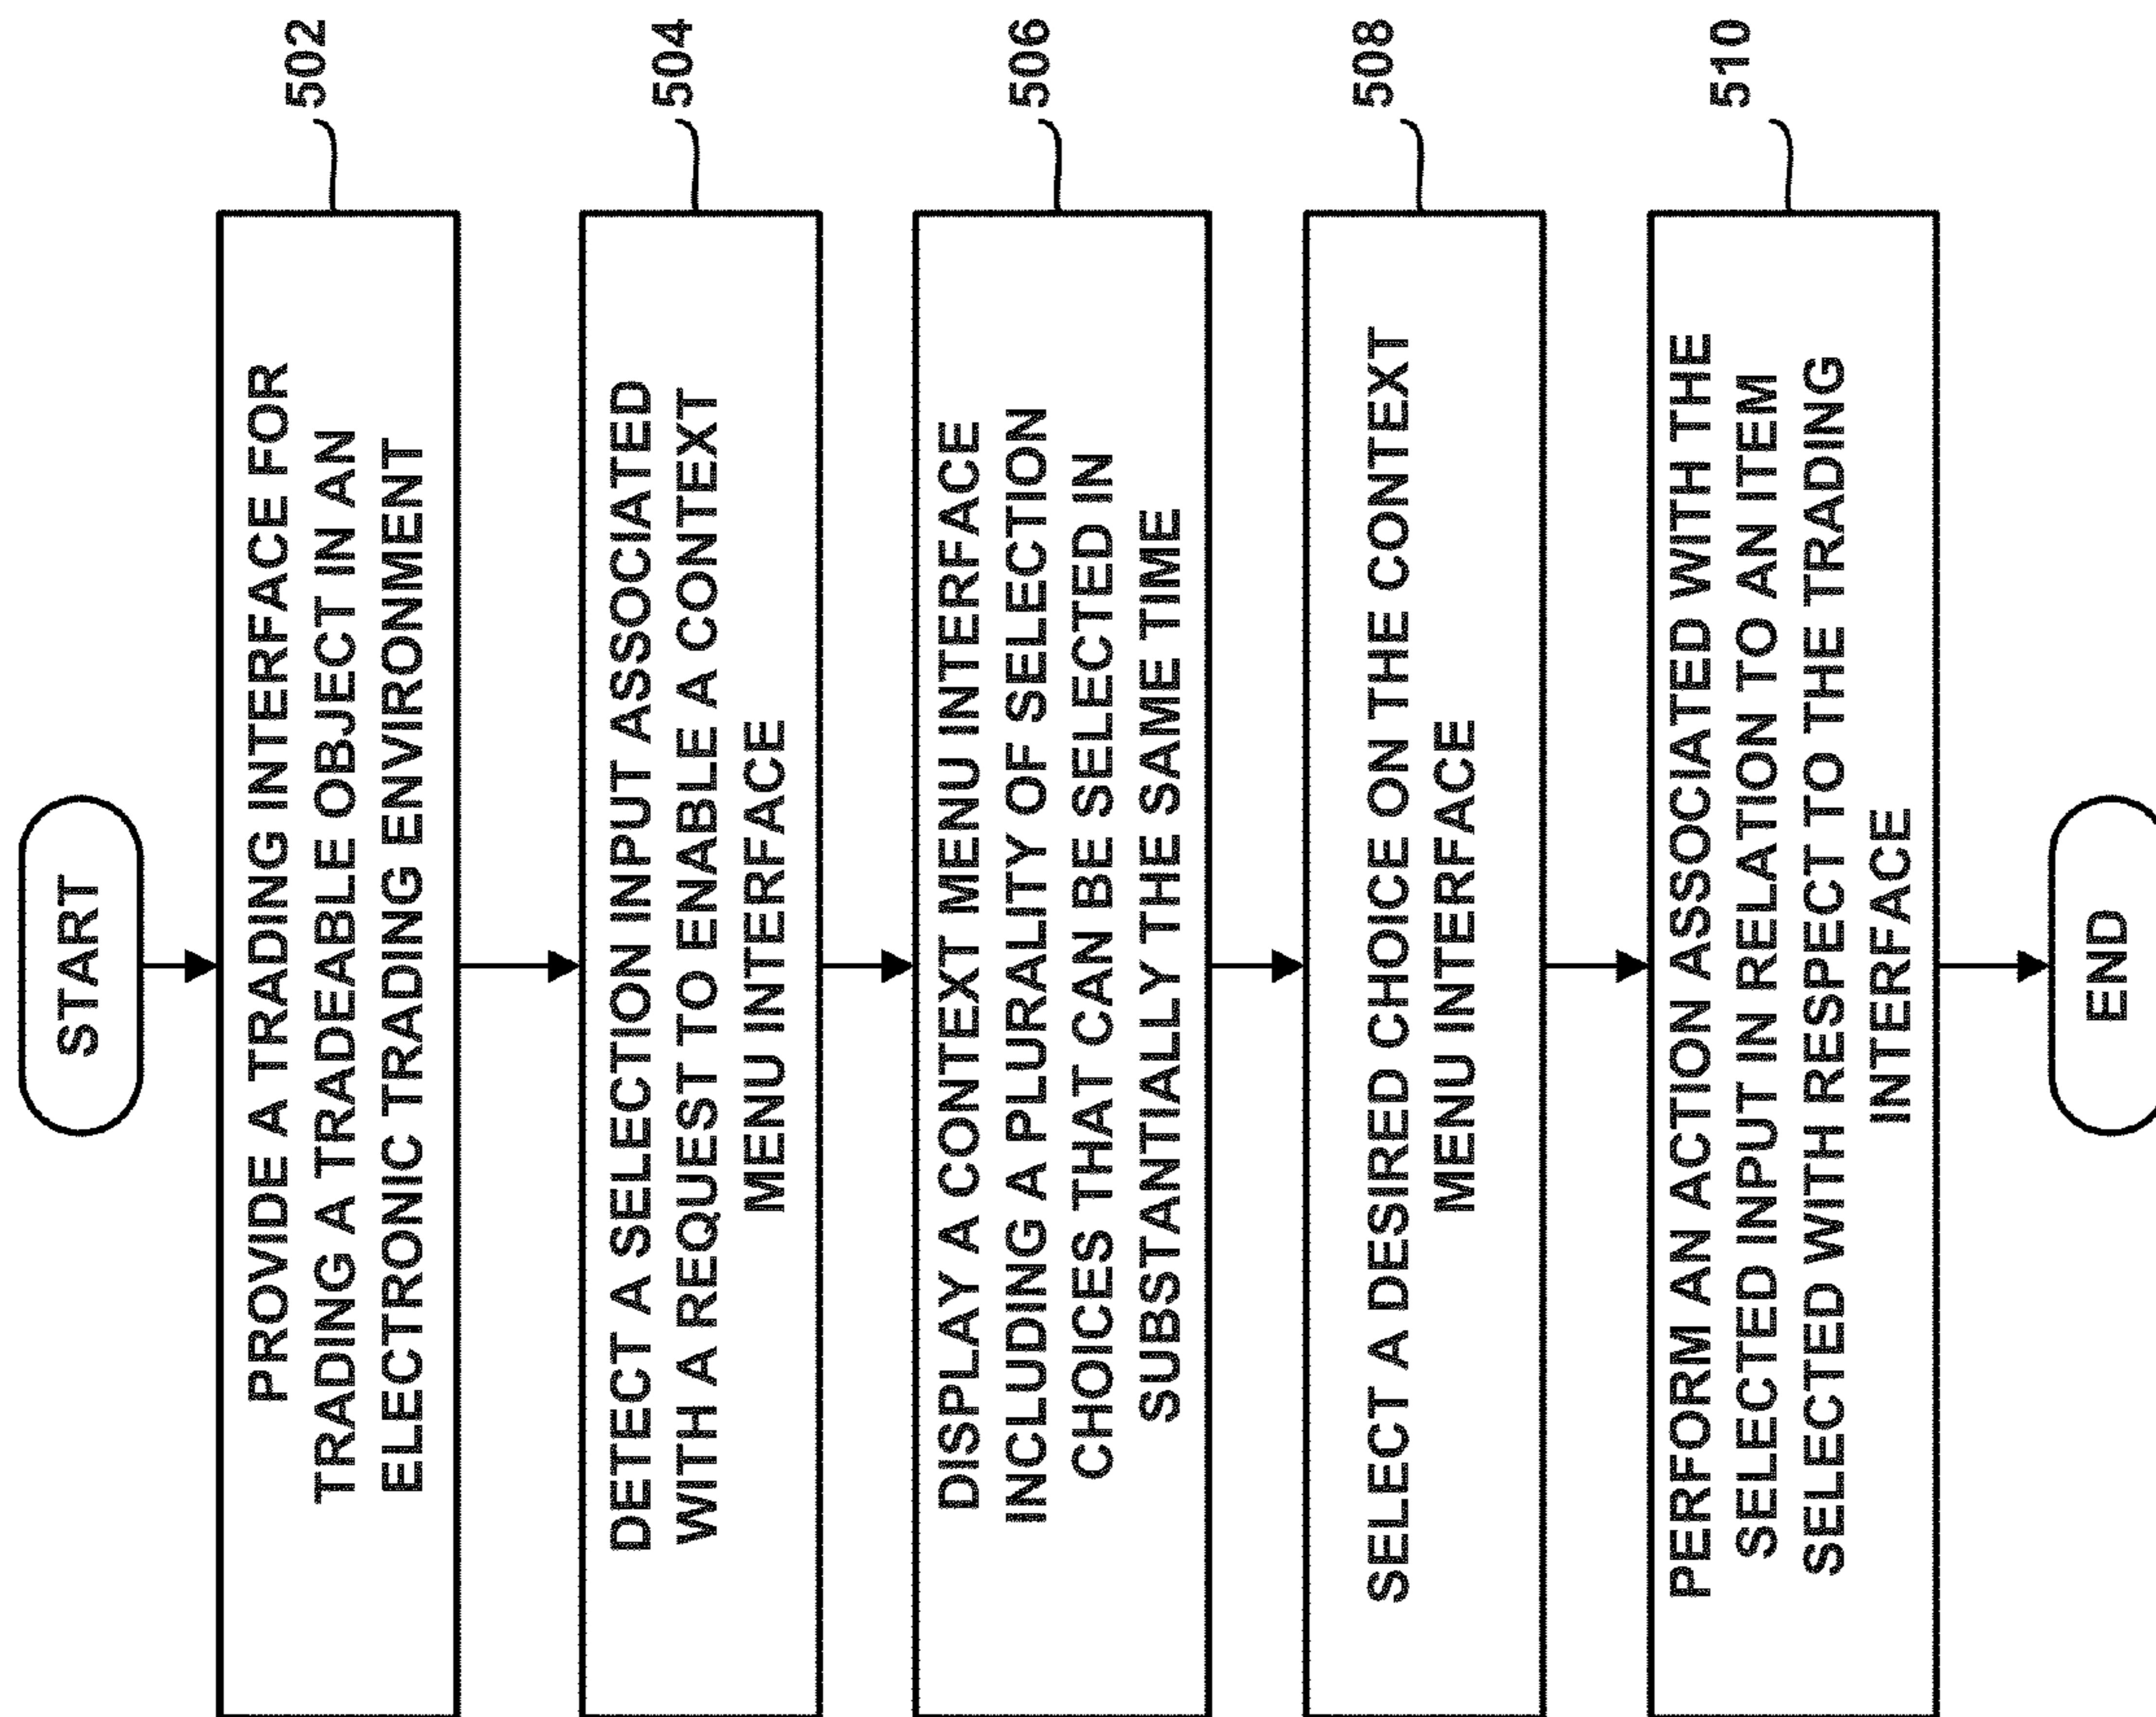 START
PROVIDE A TRADING INTERFACE FOR
TRADING A TRADEABLE OBJECT IN AN
ELECTRONIC TRADING ENVIRONMENT
502
DETECT A SELECTION INPUT ASSOCIATED
WITH A REQUEST TO ENABLE A CONTEXT
MENU INTERFACE
504
DISPLAY A CONTEXT MENU INTERFACE
INCLUDING A PLURALITY OF SELECTION
CHOICES THAT CAN BE SELECTED IN
SUBSTANTIALLY THE SAME TIME
506
SELECT A DESIRED CHOICE ON THE CONTEXT
MENU INTERFACE
508
PERFORM AN ACTION ASSOCIATED WITH THE
SELECTED INPUT IN RELATION TO AN ITEM
SELECTED WITH RESPECT TO THE TRADING
INTERFACE
510
END